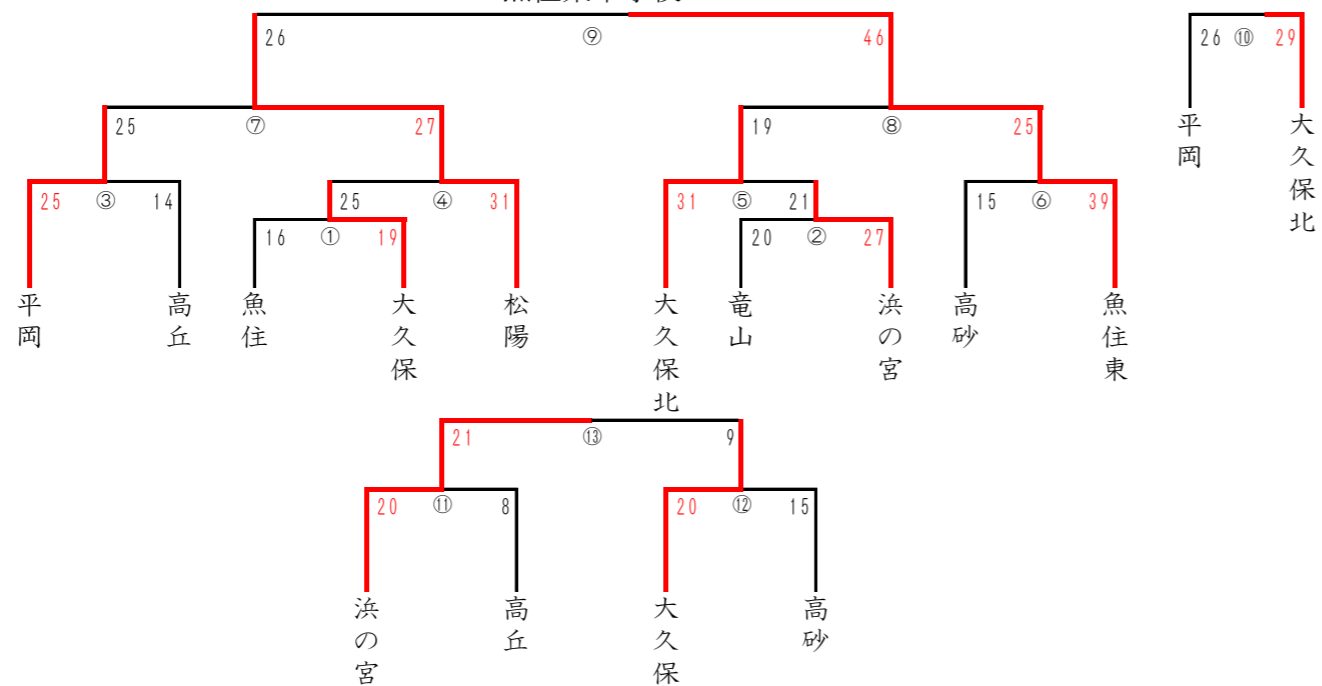 26 ⑨ 46
26 ⑩ 29
25 ⑦ 27
19 ⑧ 25
平岡
大久保北
25 ③ 14
25 ④ 31
31 ⑤ 21
15 ⑥ 39
16 ① 19
20 ② 27
平岡
高丘
魚住
大久保
松陽
大久保北
竜山
浜の宮
高砂
魚住東
21 ⑬ 9
20 ⑪ 8
20 ⑫ 15
浜の宮
高丘
大久保
高砂